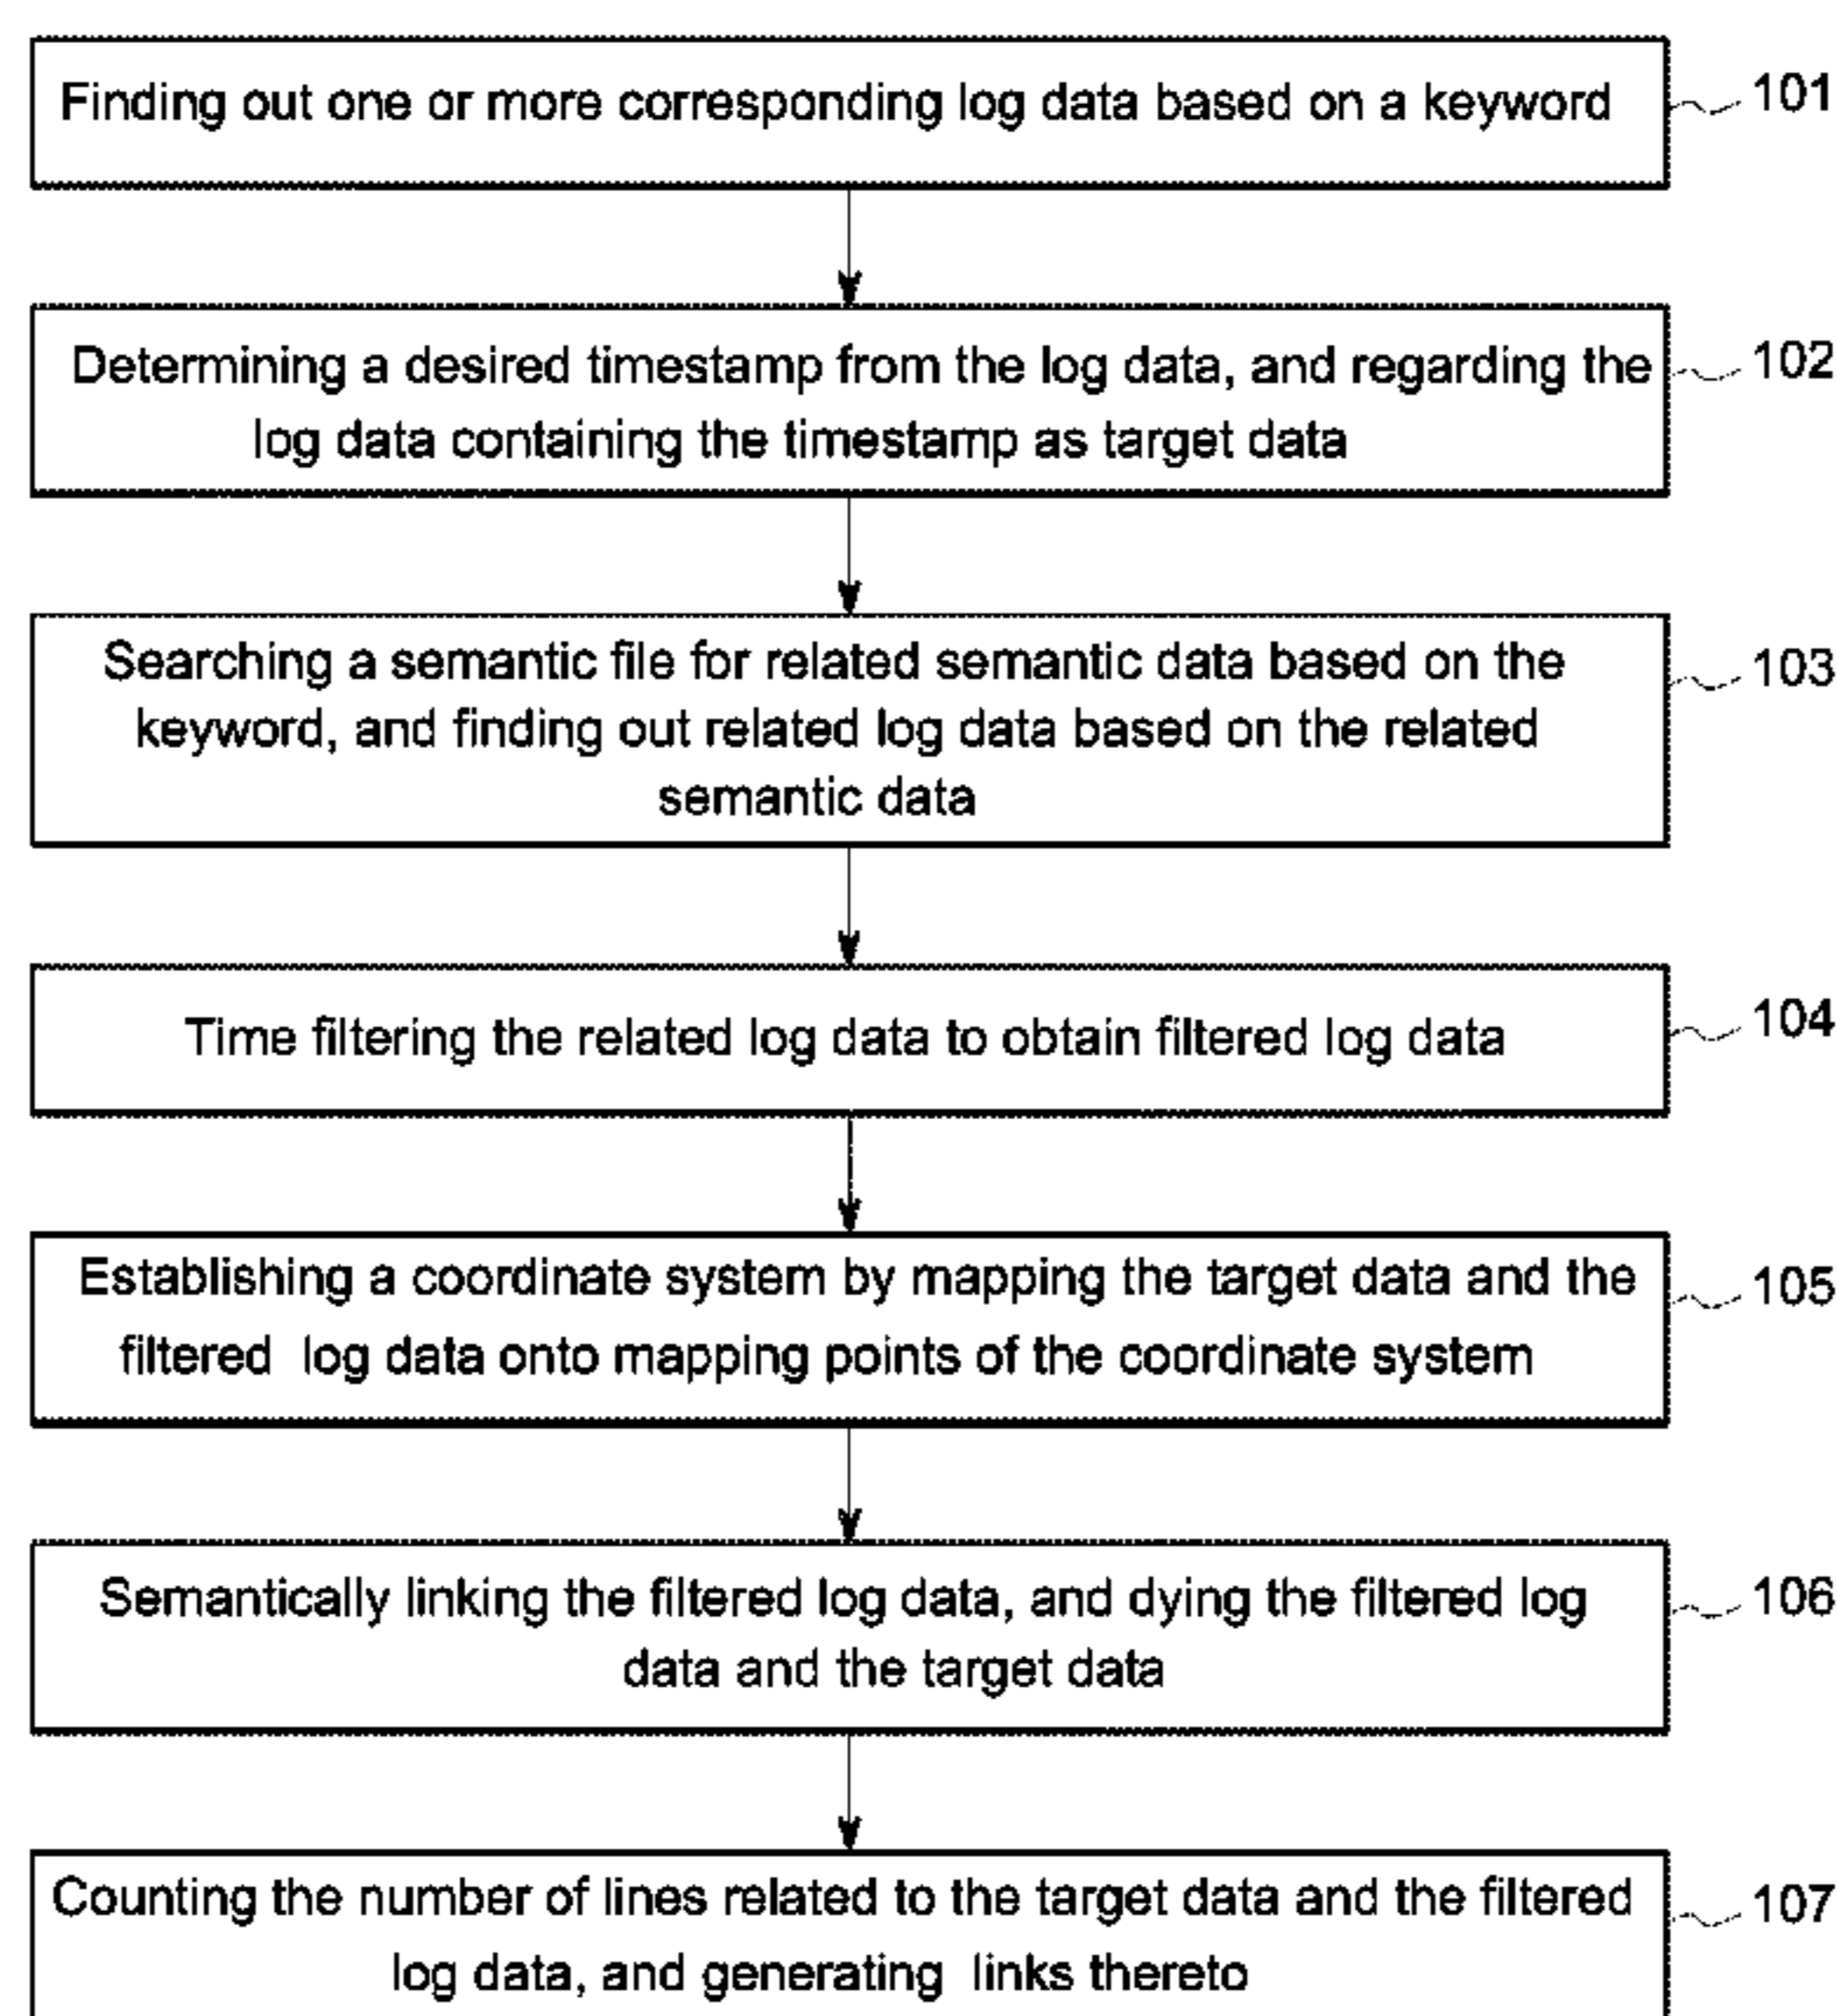 Finding out one or more corresponding log data based on a keyword
101
Determining a desired timestamp from the log data, and regarding the
log data containing the timestamp as target data
102
Searching a semantic file for related semantic data based on the
keyword, and finding out related log data based on the related
semantic data
103
Time filtering the related log data to obtain filtered log data
104
Establishing a coordinate system by mapping the target data and the
filtered log data onto mapping points of the coordinate system
105
Semantically linking the filtered log data, and dying the filtered log
data and the target data
106
Counting the number of lines related to the target data and the filtered
log data, and generating links thereto
107